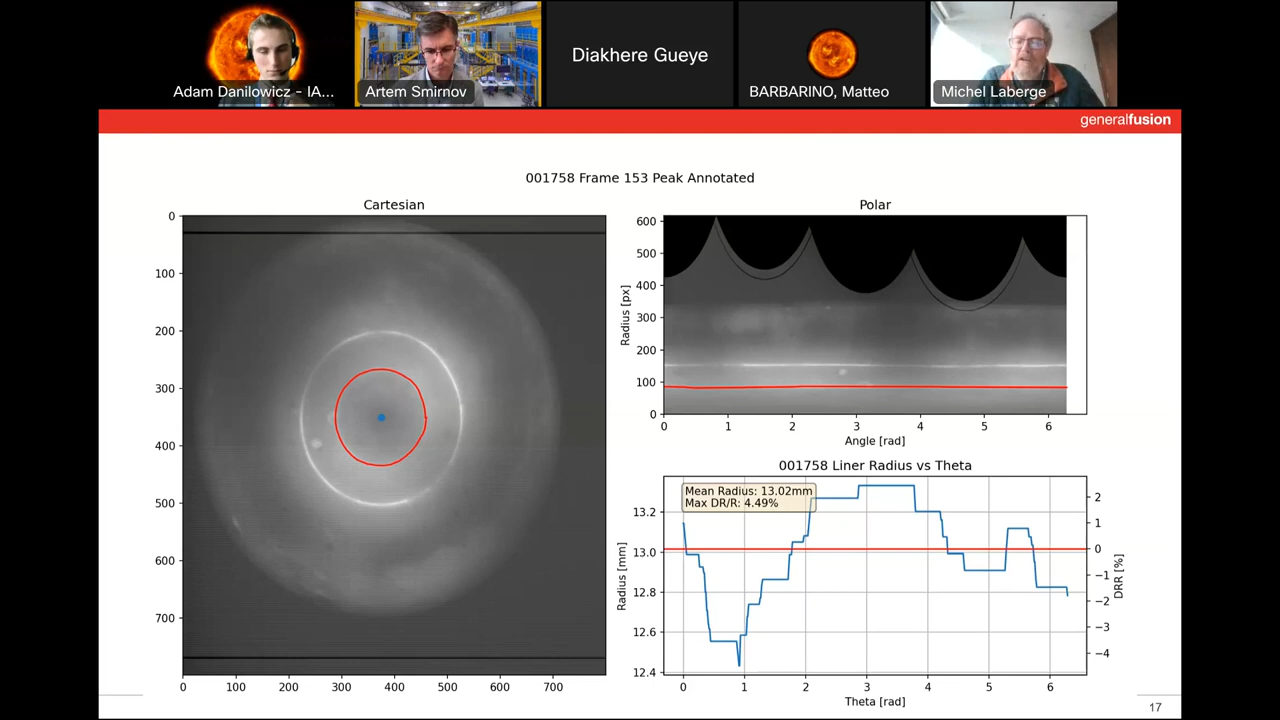 Adam Danilowicz - IA...
Artem Smirnov
Diakhere Gueye
BARBARINO, Matteo
Michel Laberge
generalfusion
001758 Frame 153 Peak Annotated
Cartesian
0
100
200
300
400
500
600
700
0
100
200
300
400
500
600
700
Polar
Radius [px]
600
500
400
300
200
100
0
0
1
2
3
4
5
6
Angle [rad]
001758 Liner Radius vs Theta
Mean Radius: 13.02mm
Max DR/R: 4.49%
Radius [mm]
13.2
13.0
12.8
12.6
12.4
2
1
0
−1
−2
−3
−4
DRR [%]
0
1
2
3
4
5
6
Theta [rad]
17